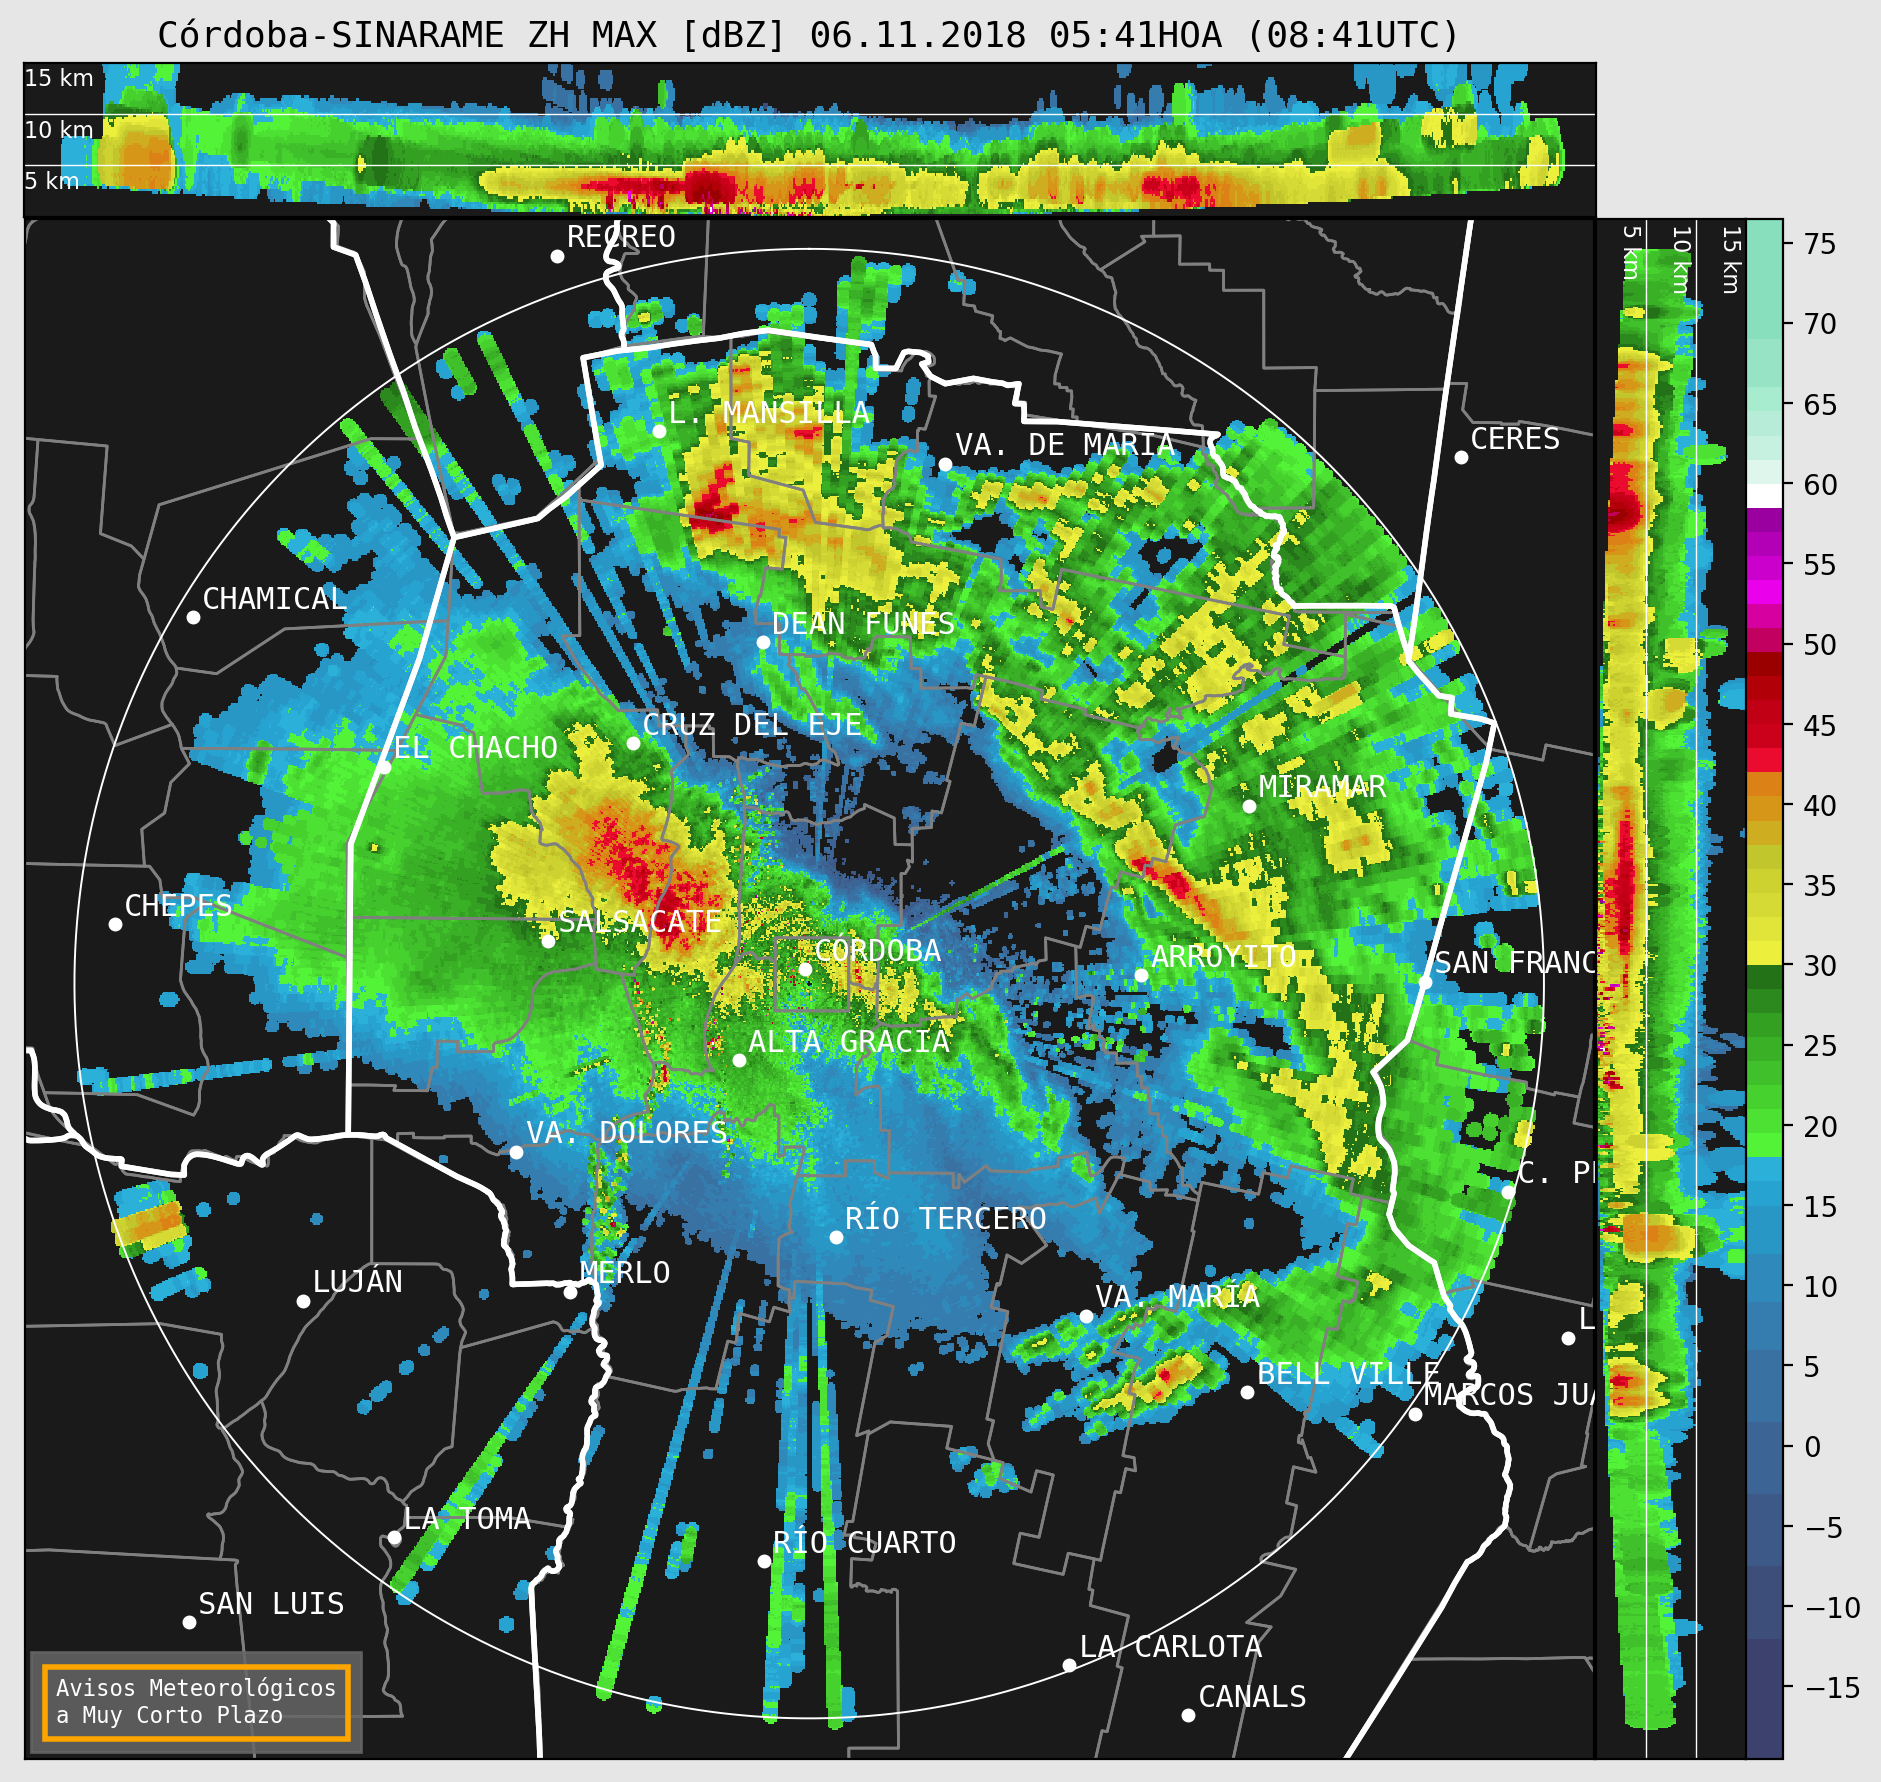 Córdoba-SINARAME ZH MAX [dBZ] 06.11.2018 05:41HOA (08:41UTC)
15 km
10 km
5 km
5 km
10 km
15 km
RECREO
L. MANSILLA
VA. DE MARÍA
CERES
CHAMICAL
DEAN FUNES
CRUZ DEL EJE
EL CHACHO
MIRAMAR
CHEPES
SALSACATE
CÓRDOBA
ARROYITO
SAN FRANC
ALTA GRACIA
VA. DOLORES
C. P
RÍO TERCERO
MERLO
LUJÁN
VA. MARÍA
L
BELL VILLE
MARCOS JUA
LA TOMA
RÍO CUARTO
SAN LUIS
LA CARLOTA
CANALS
Avisos Meteorológicos
a Muy Corto Plazo
75
70
65
60
55
50
45
40
35
30
25
20
15
10
5
0
−5
−10
−15